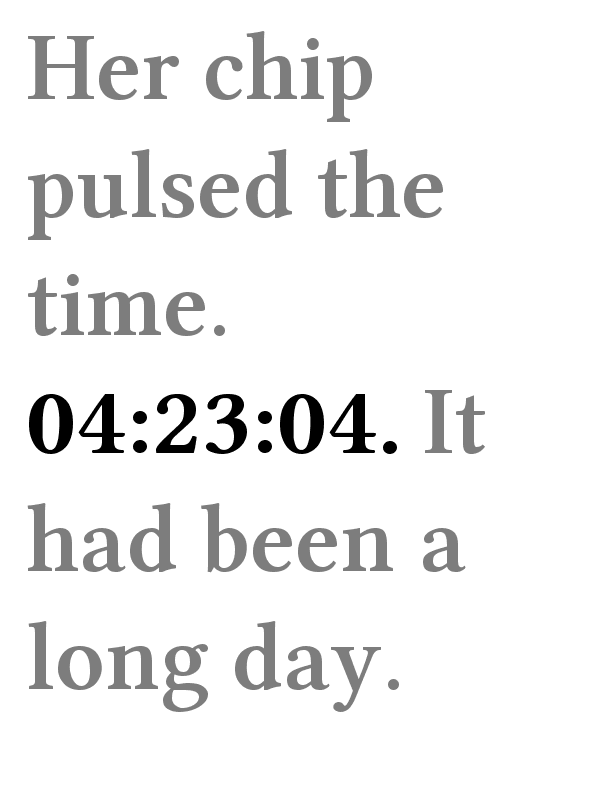 Her chip
pulsed the
time.
04:23:04. It
had been a
long day.